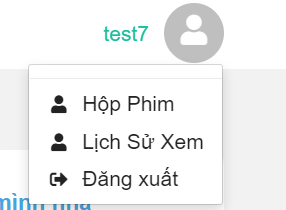 test7
Hộp Phim
Lịch Sử Xem
Đăng xuất
mình nha